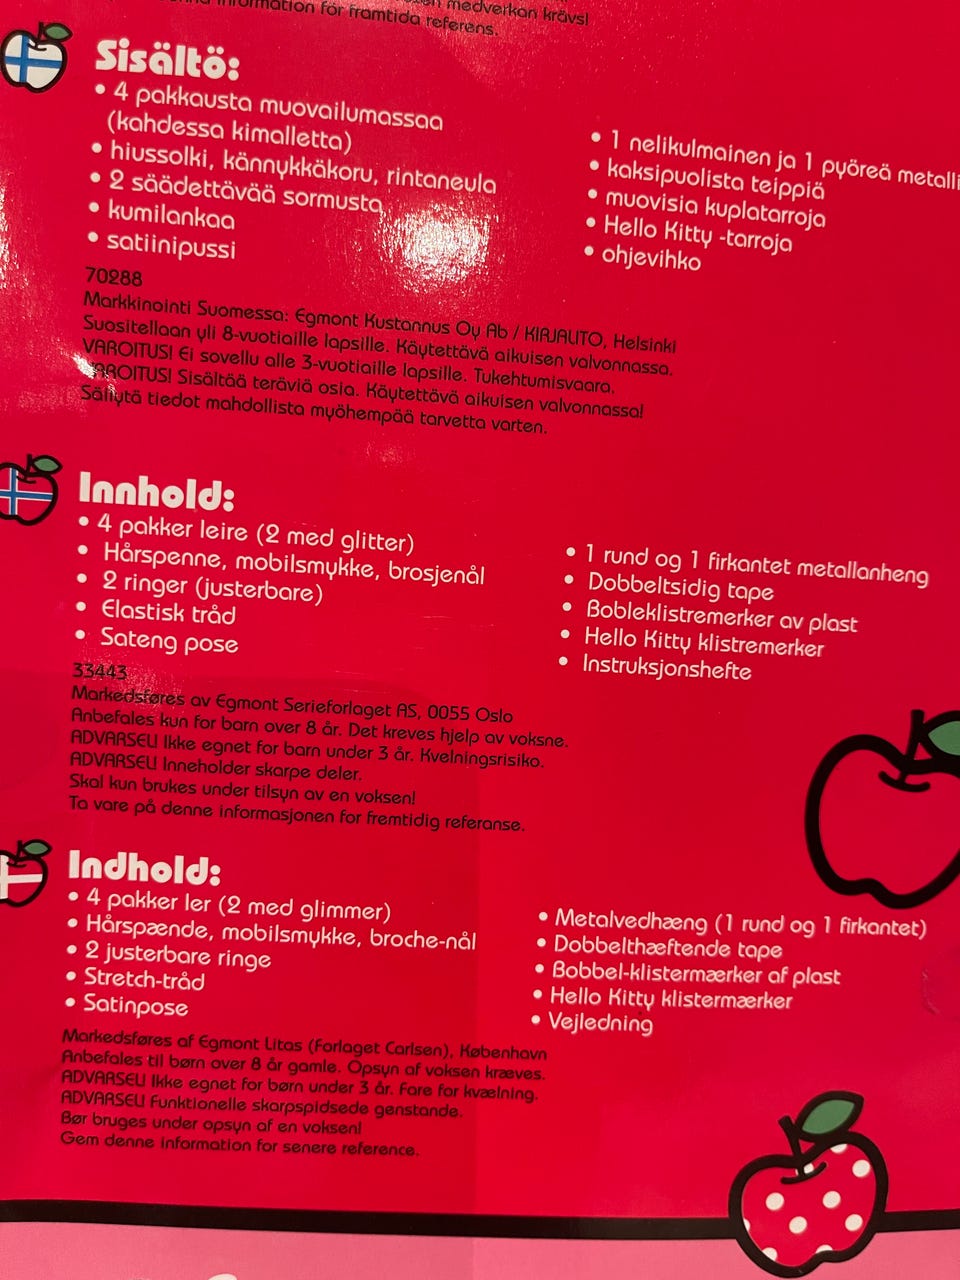 medverkan krävs!
information för framtida referens.
Sisältö:
• 4 pakkausta muovailumassaa
(kahdessa kimalletta)
• hiussolki, kännykkäkoru, rintaneula
• 2 säädettävää sormusta
• kumilankaa
• satiinipussi
• 1 nelikulmainen ja 1 pyöreä metalli
• kaksipuolista teippiä
• muovisia kuplatarroja
• Hello Kitty -tarroja
• ohjevihko
70288
Markkinointi Suomessa: Egmont Kustannus Oy Ab / KIRJALITO, Helsinki
Suositellaan yli 8-vuotiaille lapsille. Käytettävä aikuisen valvonnassa.
VAROITUS! Ei sovellu alle 3-vuotiaille lapsille. Tukehtumisvaara.
VAROITUS! Sisältää teräviä osia. Käytettävä aikuisen valvonnassa!
Säilytä tiedot mahdollista myöhempää tarvetta varten.
Innhold:
• 4 pakker leire (2 med glitter)
• Hårspenne, mobilsmykke, brosjenål
• 2 ringer (justerbare)
• Elastisk tråd
• Sateng pose
• 1 rund og 1 firkantet metallanheng
• Dobbeltsidig tape
• Bobleklistremerker av plast
• Hello Kitty klistremerker
• Instruksjonshefte
33443
Markedsføres av Egmont Serieforlaget AS, 0055 Oslo
Anbefales kun for barn over 8 år. Det kreves hjelp av voksne.
ADVARSEL! Ikke egnet for barn under 3 år. Kvelningsrisiko.
ADVARSEL! Inneholder skarpe deler.
Skal kun brukes under tilsyn av en voksen!
Ta vare på denne informasjonen for fremtidig referanse.
Indhold:
• 4 pakker ler (2 med glimmer)
• Hårspænde, mobilsmykke, broche-nål
• 2 justerbare ringe
• Stretch-tråd
• Satinpose
• Metalvedhæng (1 rund og 1 firkantet)
• Dobbelthæftende tape
• Bobbel-klistermærker af plast
• Hello Kitty klistermærker
• Vejledning
Markedsføres af Egmont Litas (Forlaget Carlsen), København
Anbefales til børn over 8 år gamle. Opsyn af voksen kræves.
ADVARSEL! Ikke egnet for børn under 3 år. Fare for kvælning.
ADVARSEL! Funktionelle skarpspidsede genstande.
Bør bruges under opsyn af en voksen!
Gem denne information for senere reference.